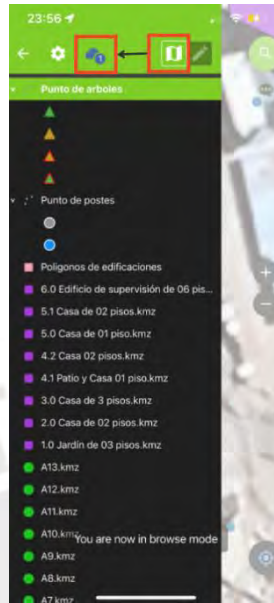 23:56
1
Punto de arboles
Punto de postes
Poligonos de edificaciones
6.0 Edificio de supervisión de 06 pis...
5.1 Casa de 02 pisos.kmz
5.0 Casa de 01 piso.kmz
4.2 Casa 02 pisos.kmz
4.1 Patio y Casa 01 piso.kmz
3.0 Casa de 3 pisos.kmz
2.0 Casa de 02 pisos.kmz
1.0 Jardín de 03 pisos.kmz
A13.kmz
A12.kmz
A11.kmz
A10.kmz
You are now in browse mode
A9.kmz
A8.kmz
A7.kmz